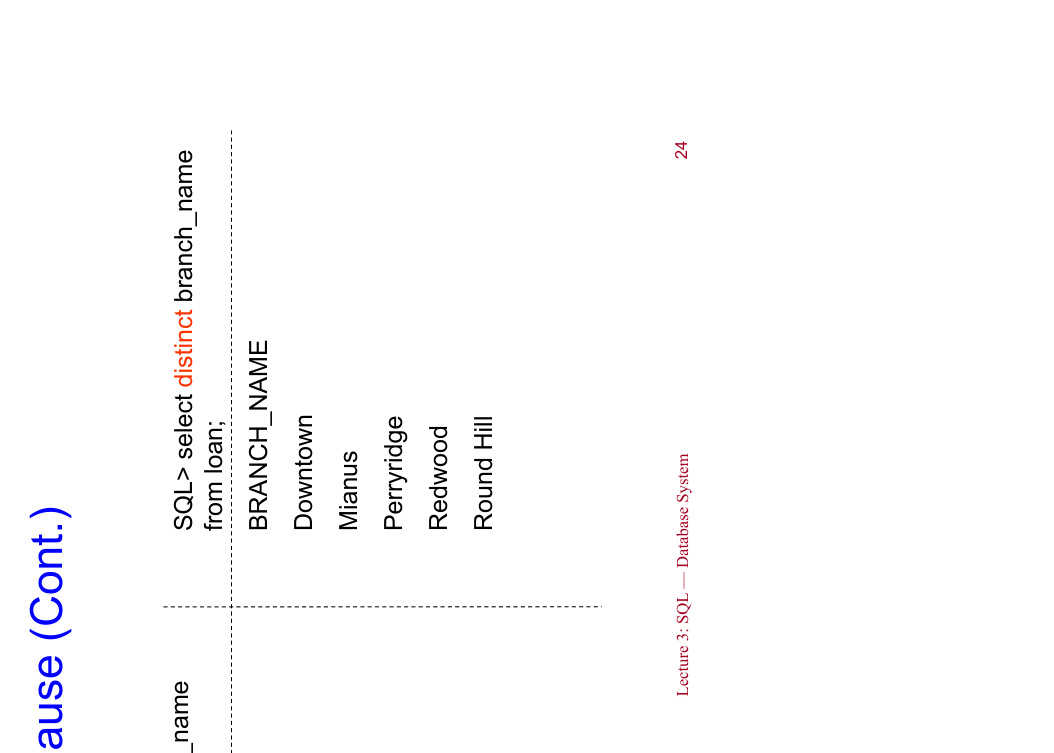 ause (Cont.)
_name
SQL> select distinct branch_name
from loan;
BRANCH_NAME
Downtown
Mianus
Perryridge
Redwood
Round Hill
Lecture 3: SQL — Database System
24